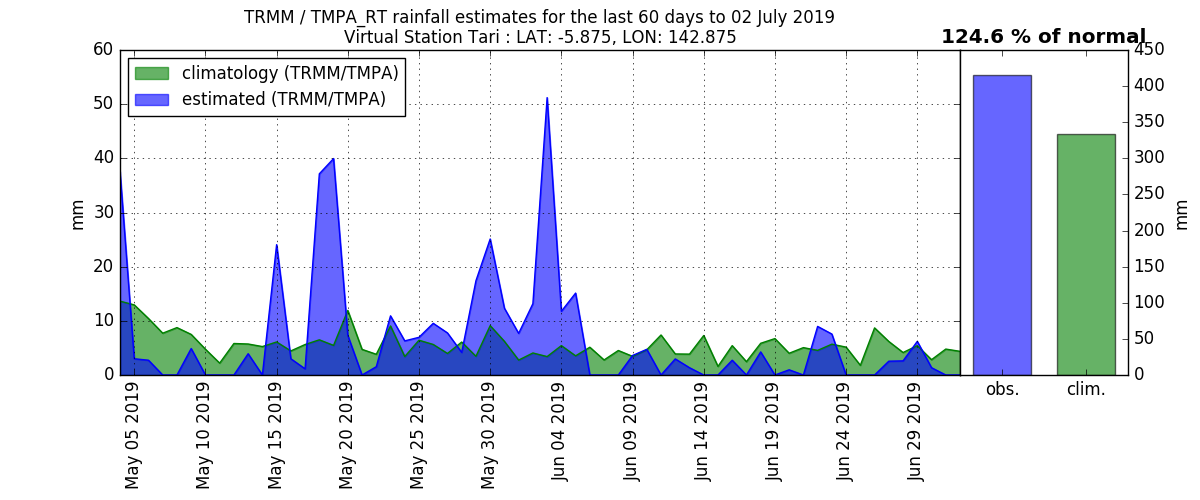 TRMM / TMPA_RT rainfall estimates for the last 60 days to 02 July 2019
Virtual Station Tari : LAT: -5.875, LON: 142.875
124.6 % of normal
climatology (TRMM/TMPA)
estimated (TRMM/TMPA)
60
50
40
30
20
10
0
mm
May 05 2019
May 10 2019
May 15 2019
May 20 2019
May 25 2019
May 30 2019
Jun 04 2019
Jun 09 2019
Jun 14 2019
Jun 19 2019
Jun 24 2019
Jun 29 2019
450
400
350
300
250
200
150
100
50
0
mm
obs.
clim.